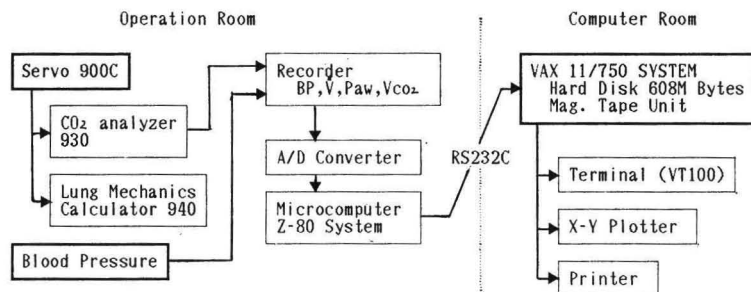 Operation Room
Computer Room
Servo 900C
CO₂ analyzer
930
Lung Mechanics
Calculator 940
Blood Pressure
Recorder
BP,V̇,Paw,Vco₂
A/D Converter
Microcomputer
Z-80 System
RS232C
VAX 11/750 SYSTEM
Hard Disk 608M Bytes
Mag. Tape Unit
Terminal (VT100)
X-Y Plotter
Printer